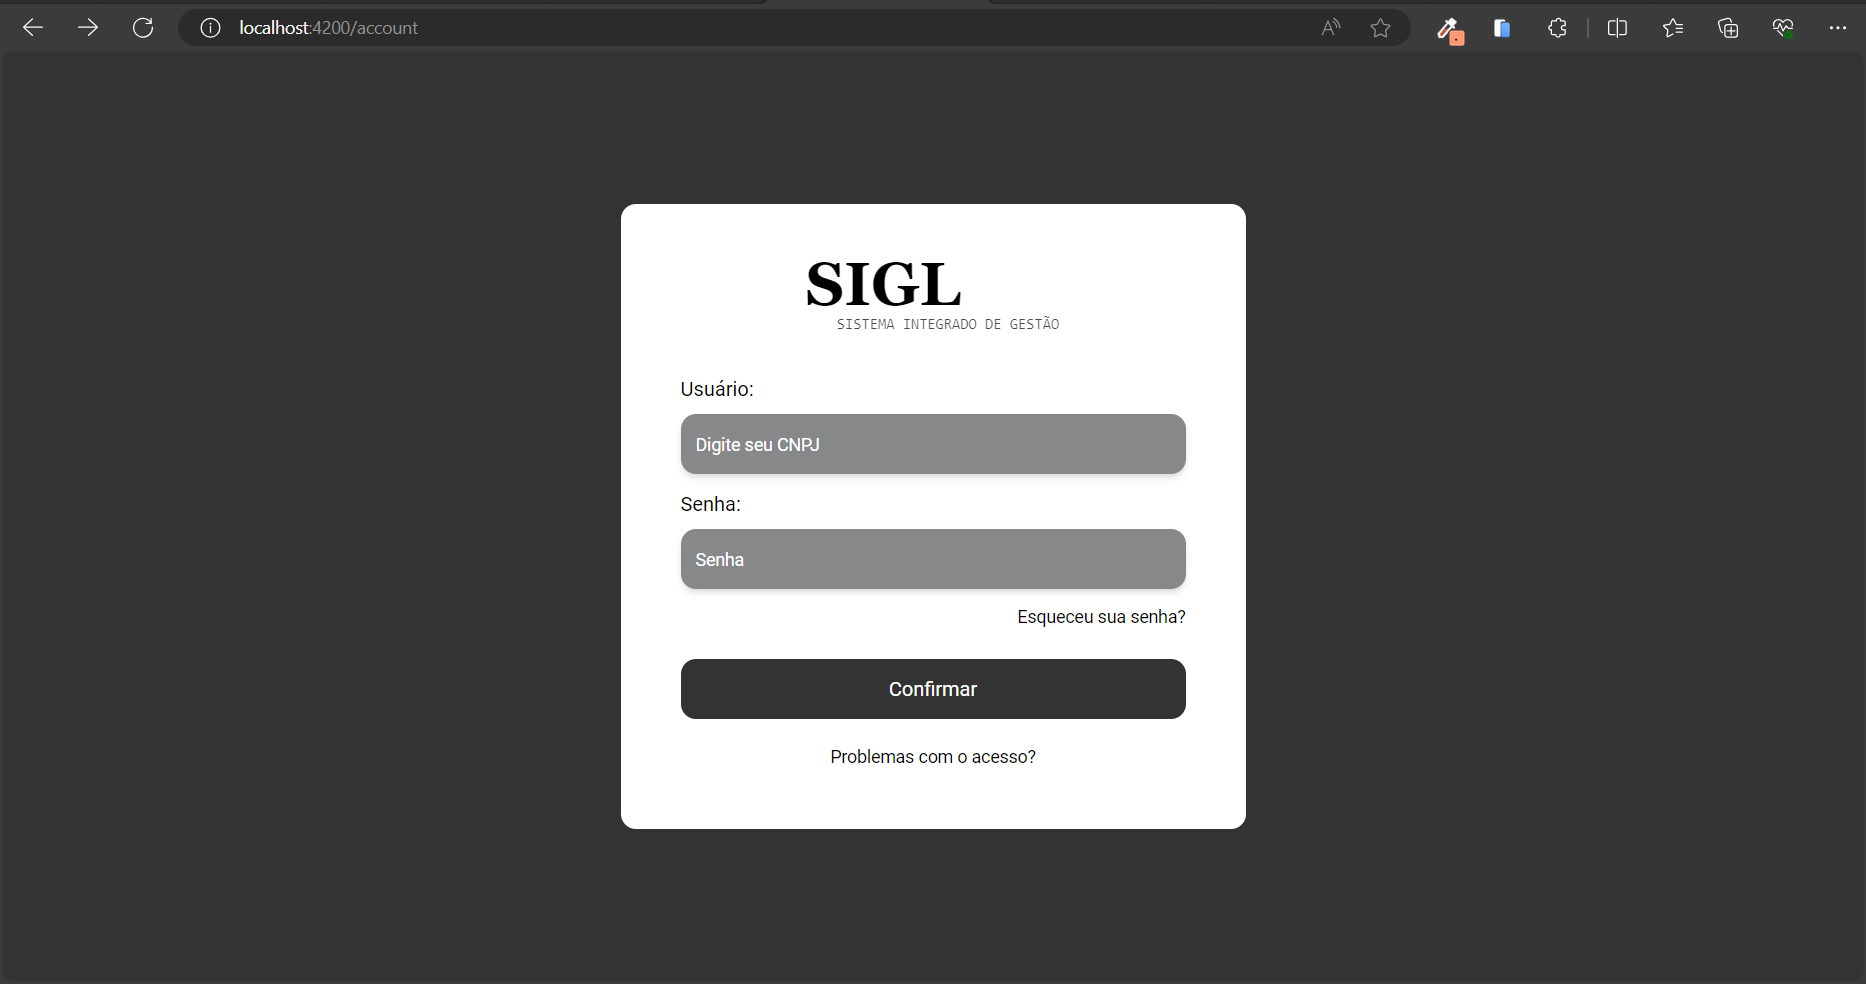 localhost:4200/account
SIGL
SISTEMA INTEGRADO DE GESTÃO
Usuário:
Digite seu CNPJ
Senha:
Senha
Esqueceu sua senha?
Confirmar
Problemas com o acesso?